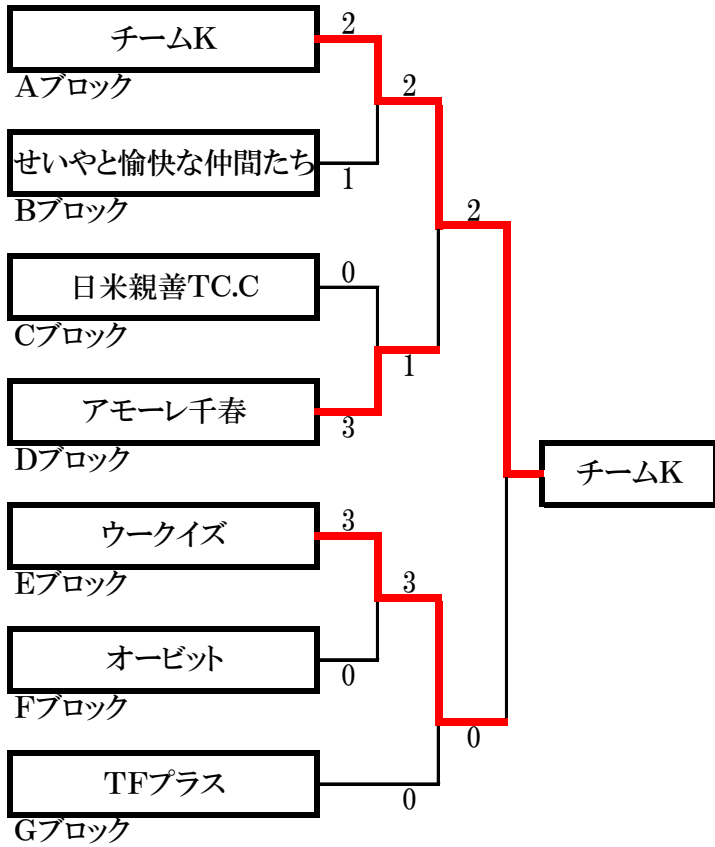 チームK
2
Aブロック
2
せいやと愉快な仲間たち
1
Bブロック
2
日米親善TC.C
0
Cブロック
1
アモーレ千春
3
Dブロック
チームK
ウークイズ
3
Eブロック
3
オービット
0
Fブロック
0
TFプラス
0
Gブロック